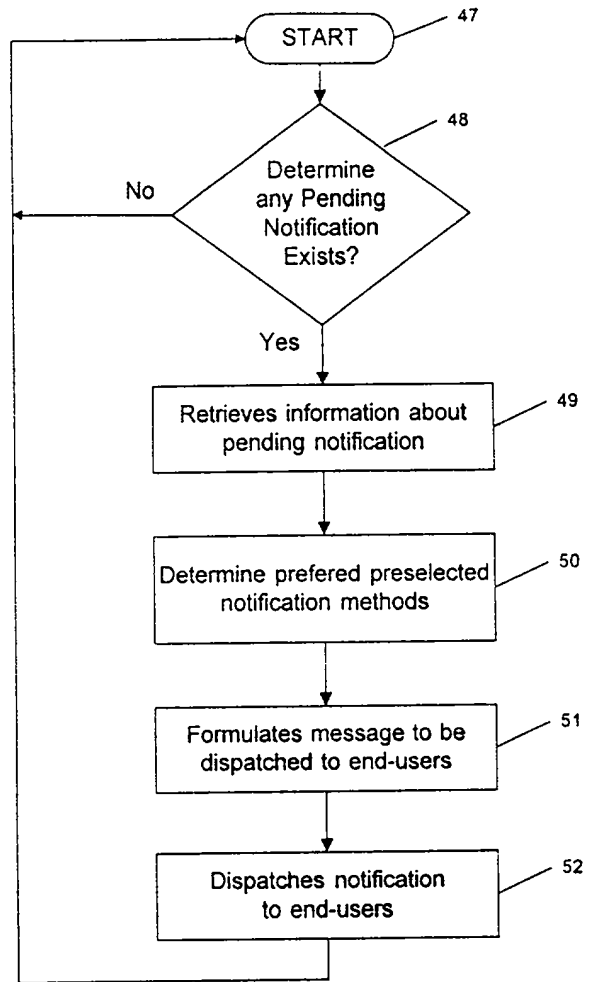 START
47
48
Determine
any Pending
Notification
Exists?
No
Yes
Retrieves information about
pending notification
49
Determine prefered preselected
notification methods
50
Formulates message to be
dispatched to end-users
51
Dispatches notification
to end-users
52